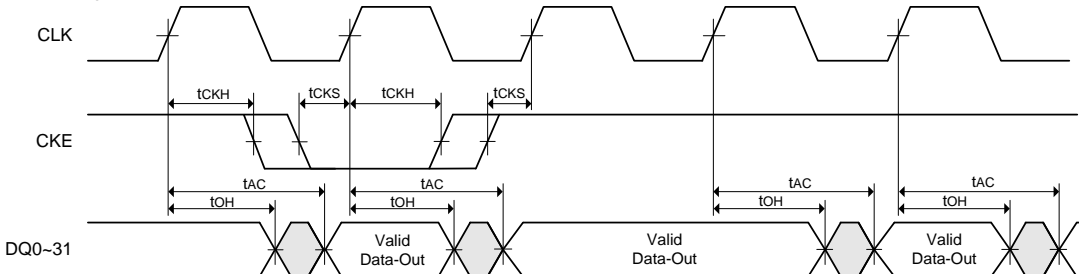 CLK
tCKH tCKS tCKH tCKS
CKE
tAC tAC tAC tAC
tOH tOH tOH tOH
DQ0~31
Valid Data-Out
Valid Data-Out
Valid Data-Out